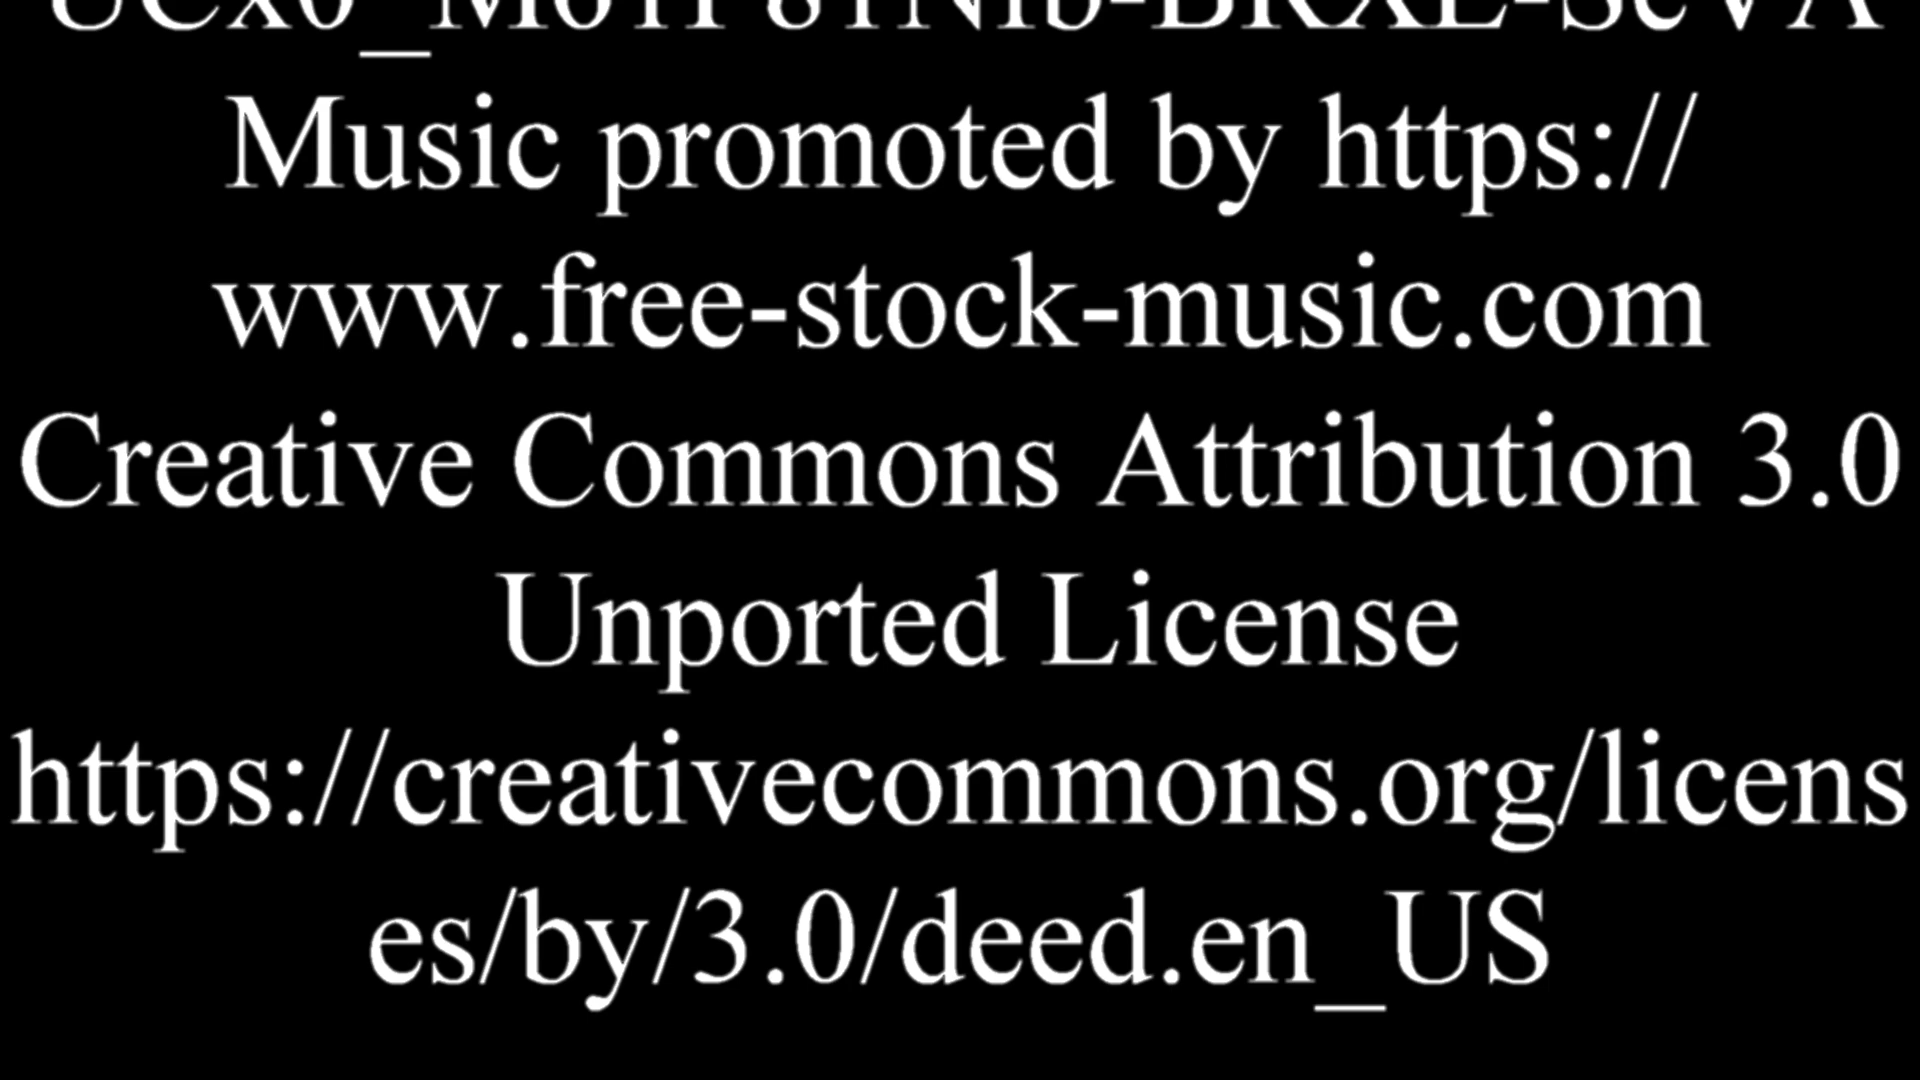 Music promoted by https://
www.free-stock-music.com
Creative Commons Attribution 3.0
Unported License
https://creativecommons.org/licens
es/by/3.0/deed.en_US